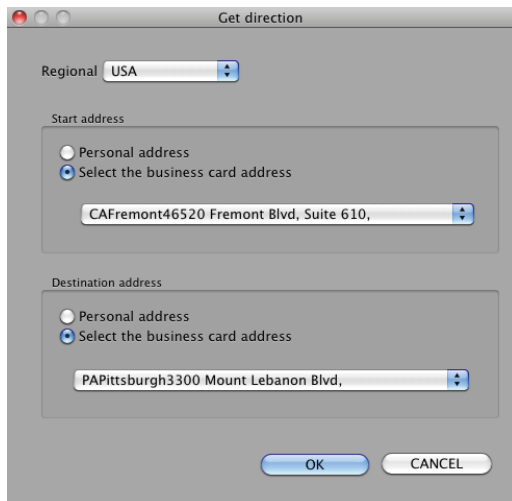 Get direction
Regional USA
Start address
Personal address
Select the business card address
CAFremont46520 Fremont Blvd, Suite 610,
Destination address
Personal address
Select the business card address
PAPittsburgh3300 Mount Lebanon Blvd,
OK CANCEL